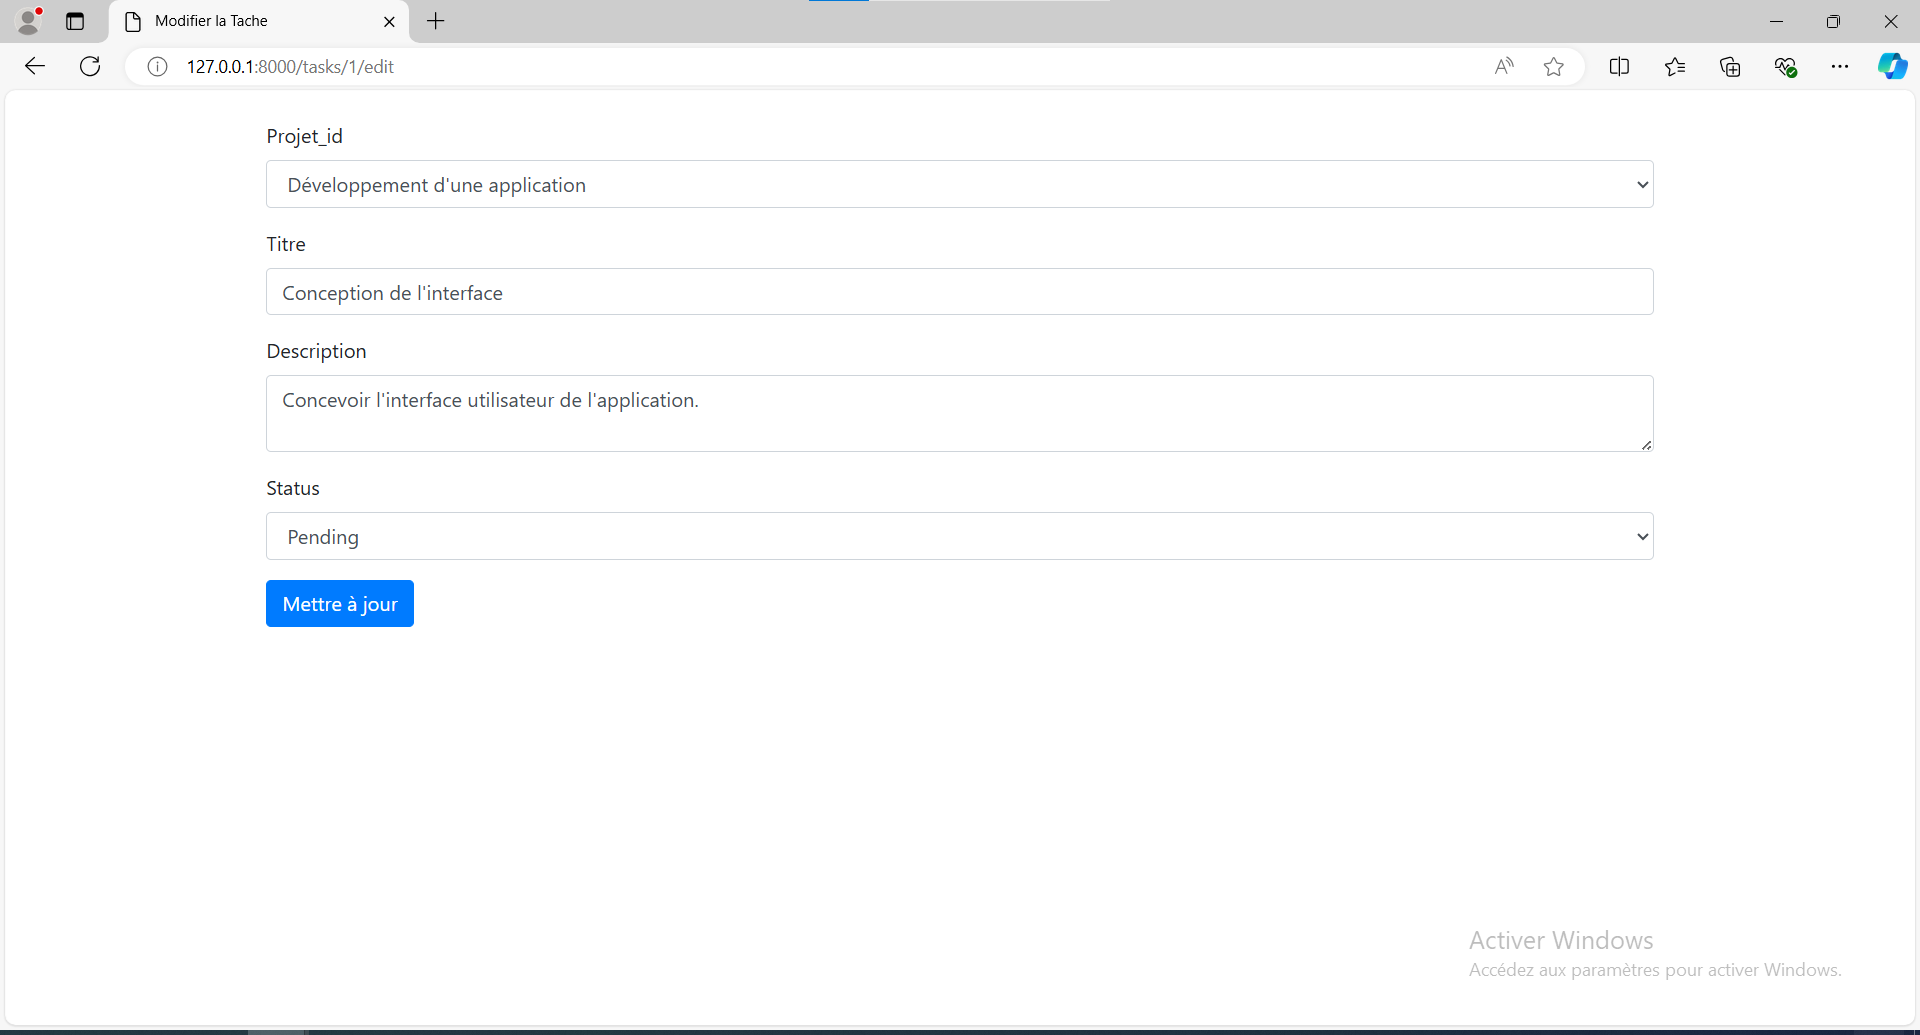 Modifier la Tache
127.0.0.1:8000/tasks/1/edit
Projet_id
Développement d'une application
Titre
Conception de l'interface
Description
Concevoir l'interface utilisateur de l'application.
Status
Pending
Mettre à jour
Activer Windows
Accédez aux paramètres pour activer Windows.